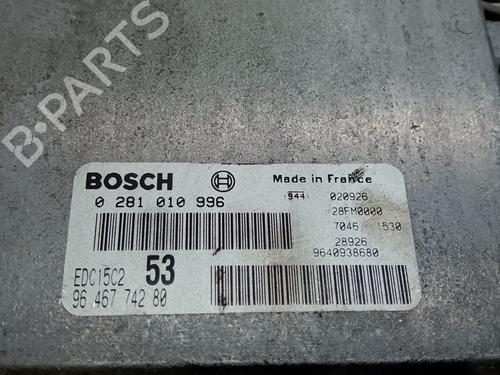 B-PARTS
BOSCH
Made in France
0 281 010 996
944
020926
28FM0000
7046 1530
28926
9640938680
EDC15C2 53
96 467 742 80